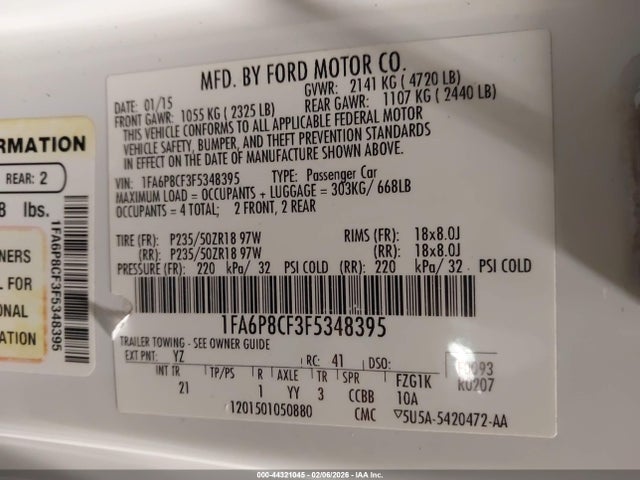 MFD. BY FORD MOTOR CO.
DATE: 01/15 GVWR: 2141 KG ( 4720 LB)
FRONT GAWR: 1055 KG ( 2325 LB) REAR GAWR: 1107 KG ( 2440 LB)
THIS VEHICLE CONFORMS TO ALL APPLICABLE FEDERAL MOTOR
VEHICLE SAFETY, BUMPER, AND THEFT PREVENTION STANDARDS
IN EFFECT ON THE DATE OF MANUFACTURE SHOWN ABOVE.
VIN: 1FA6P8CF3F5348395 TYPE: Passenger Car
MAXIMUM LOAD = OCCUPANTS + LUGGAGE = 303KG/ 668LB
OCCUPANTS = 4 TOTAL; 2 FRONT, 2 REAR
TIRE (FR): P235/50ZR18 97W RIMS (FR): 18x8.0J
(RR): P235/50ZR18 97W (RR): 18x8.0J
PRESSURE (FR): 220 kPa/ 32 PSI COLD (RR): 220 kPa/ 32 PSI COLD
1FA6P8CF3F5348395
TRAILER TOWING - SEE OWNER GUIDE
EXT PNT: YZ RC: 41 DSO:
INT TR TP/PS R AXLE TR SPR FZG1K R0207
21 1 YY 3 CCBB 10A
1201501050880 CMC 5U5A-5420472-AA
ORMATION
REAR: 2
8 lbs.
NERS
L FOR
ONAL
ATION
1FA6P8CF3F5348395
000-44321045 - 02/06/2026 - IAA Inc.